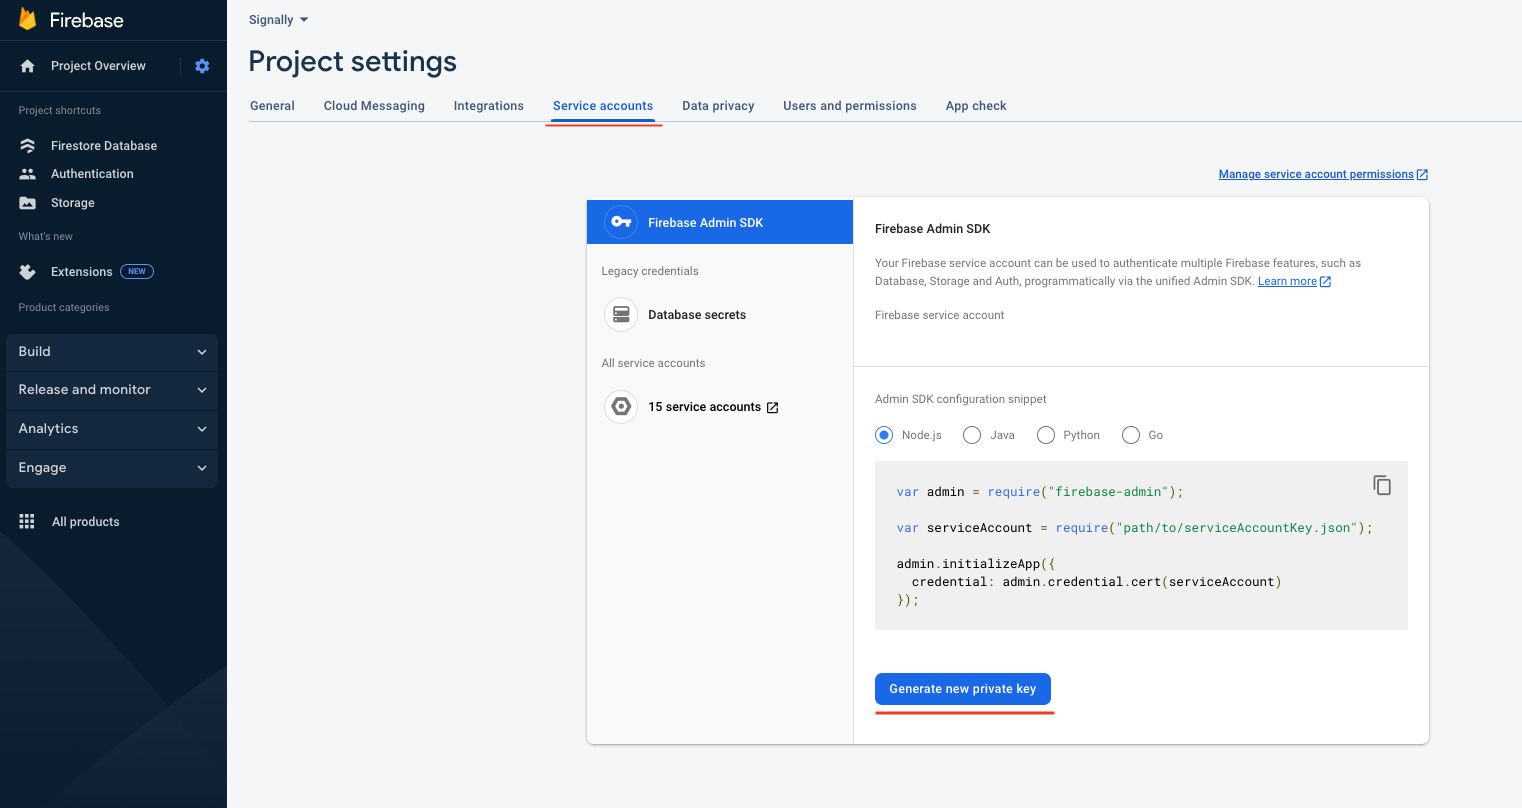 Firebase
Project Overview
Project shortcuts
Firestore Database
Authentication
Storage
What's new
Extensions NEW
Product categories
Build
Release and monitor
Analytics
Engage
All products
Signally
Project settings
General Cloud Messaging Integrations Service accounts Data privacy Users and permissions App check
Manage service account permissions
Firebase Admin SDK
Legacy credentials
Database secrets
All service accounts
15 service accounts
Firebase Admin SDK
Your Firebase service account can be used to authenticate multiple Firebase features, such as
Database, Storage and Auth, programmatically via the unified Admin SDK. Learn more
Firebase service account
Admin SDK configuration snippet
Node.js Java Python Go
var admin = require("firebase-admin");
var serviceAccount = require("path/to/serviceAccountKey.json");
admin.initializeApp({
  credential: admin.credential.cert(serviceAccount)
});
Generate new private key